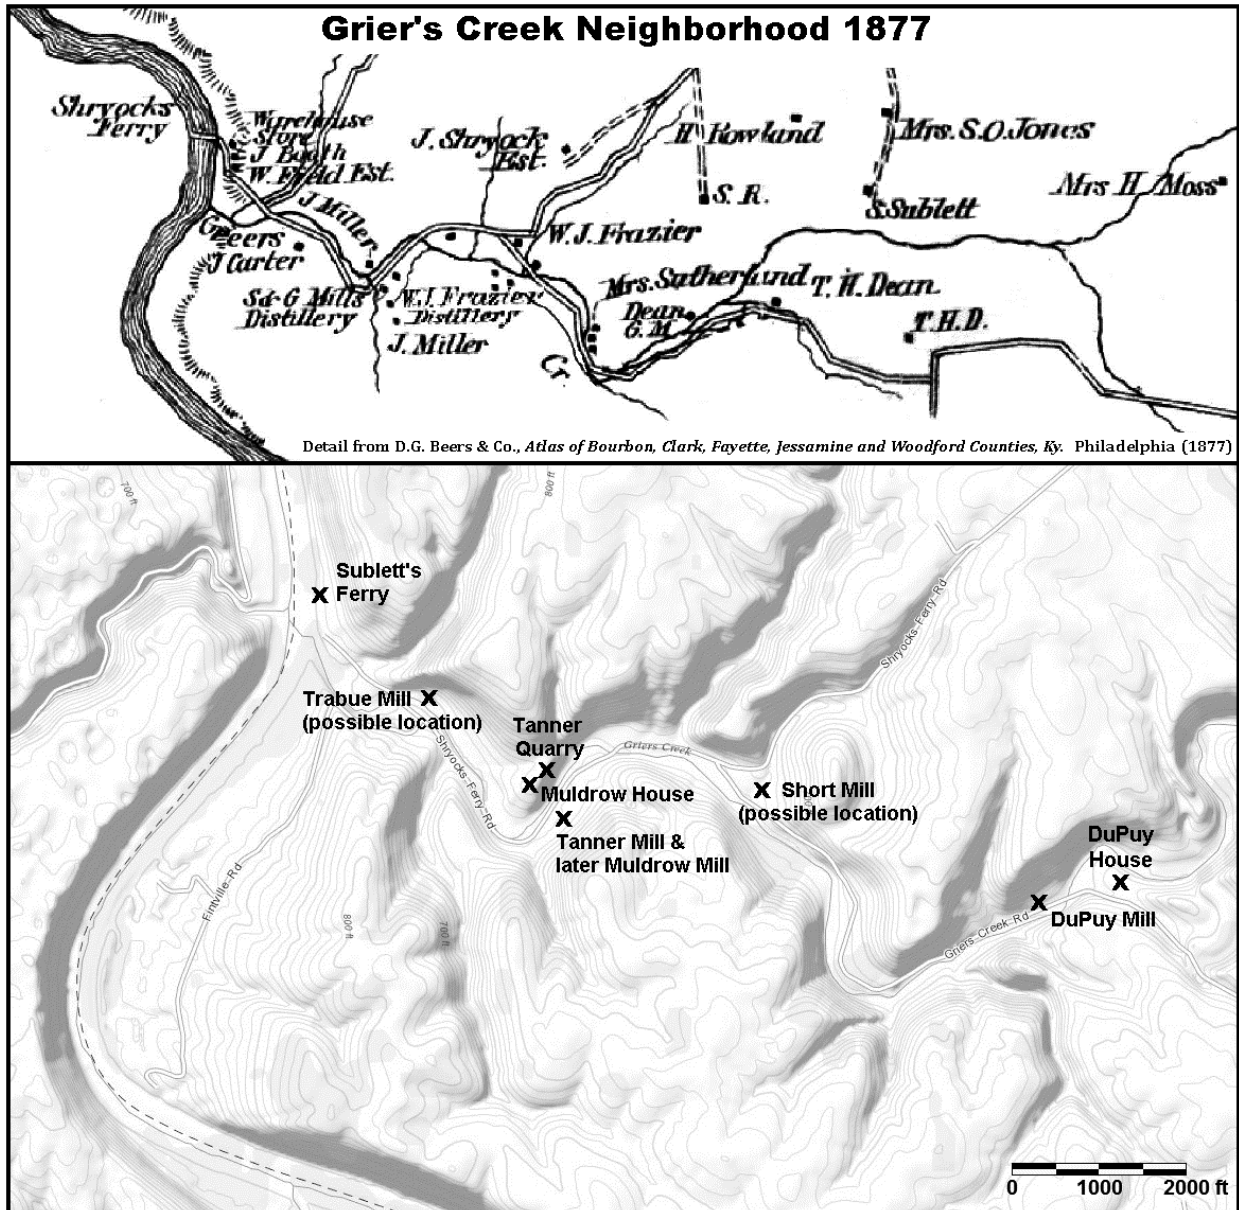 Grier's Creek Neighborhood 1877
Shryocks
Ferry
Warehouse
Store
J Booth
W. Field Est.
J. Shryock
Est.
H Rowland
Mrs. S.O. Jones
Mrs H Moss
S. R.
S. Sublett
J Miller
Greers
J Carter
W. J. Frazier
S & G Mills
Distillery
W. J. Frazier
Distillery
J. Miller
Mrs. Sutherland
Dean
G. M.
T. H. Dean
T. H. D.
Cr.
Detail from D.G. Beers & Co., Atlas of Bourbon, Clark, Fayette, Jessamine and Woodford Counties, Ky. Philadelphia (1877)
700 ft
800 ft
Sublett's
Ferry
Shryocks-Ferry-Rd
Trabue Mill
(possible location)
Tanner
Quarry
Griers Creek
Shryocks-Ferry-Rd
Muldrow House
Short Mill
(possible location)
Tanner Mill &
later Muldrow Mill
DuPuy
House
Fintville-Rd
800 ft
700 ft
Griers-Creek-Rd
DuPuy Mill
0 1000 2000 ft